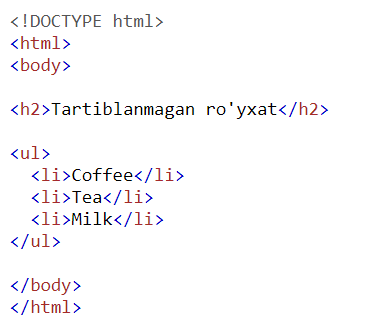 <!DOCTYPE html>
<html>
<body>
<h2>Tartiblanmagan ro'yxat</h2>
<ul>
<li>Coffee</li>
<li>Tea</li>
<li>Milk</li>
</ul>
</body>
</html>